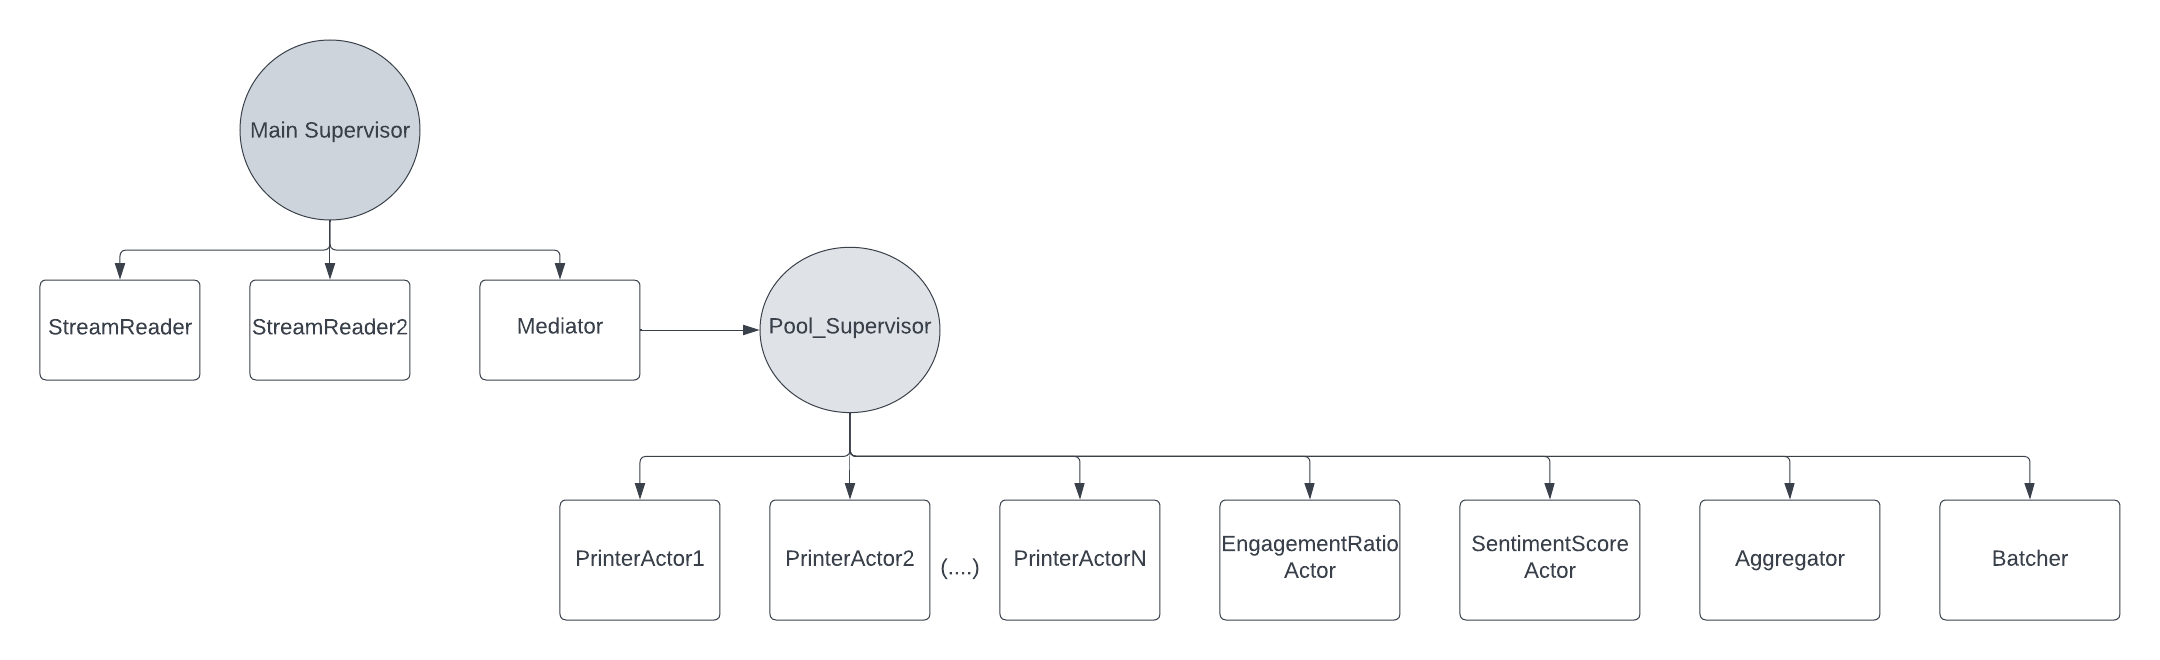 Main Supervisor
StreamReader
StreamReader2
Mediator
Pool_Supervisor
PrinterActor1
PrinterActor2
(....)
PrinterActorN
EngagementRatio
Actor
SentimentScore
Actor
Aggregator
Batcher